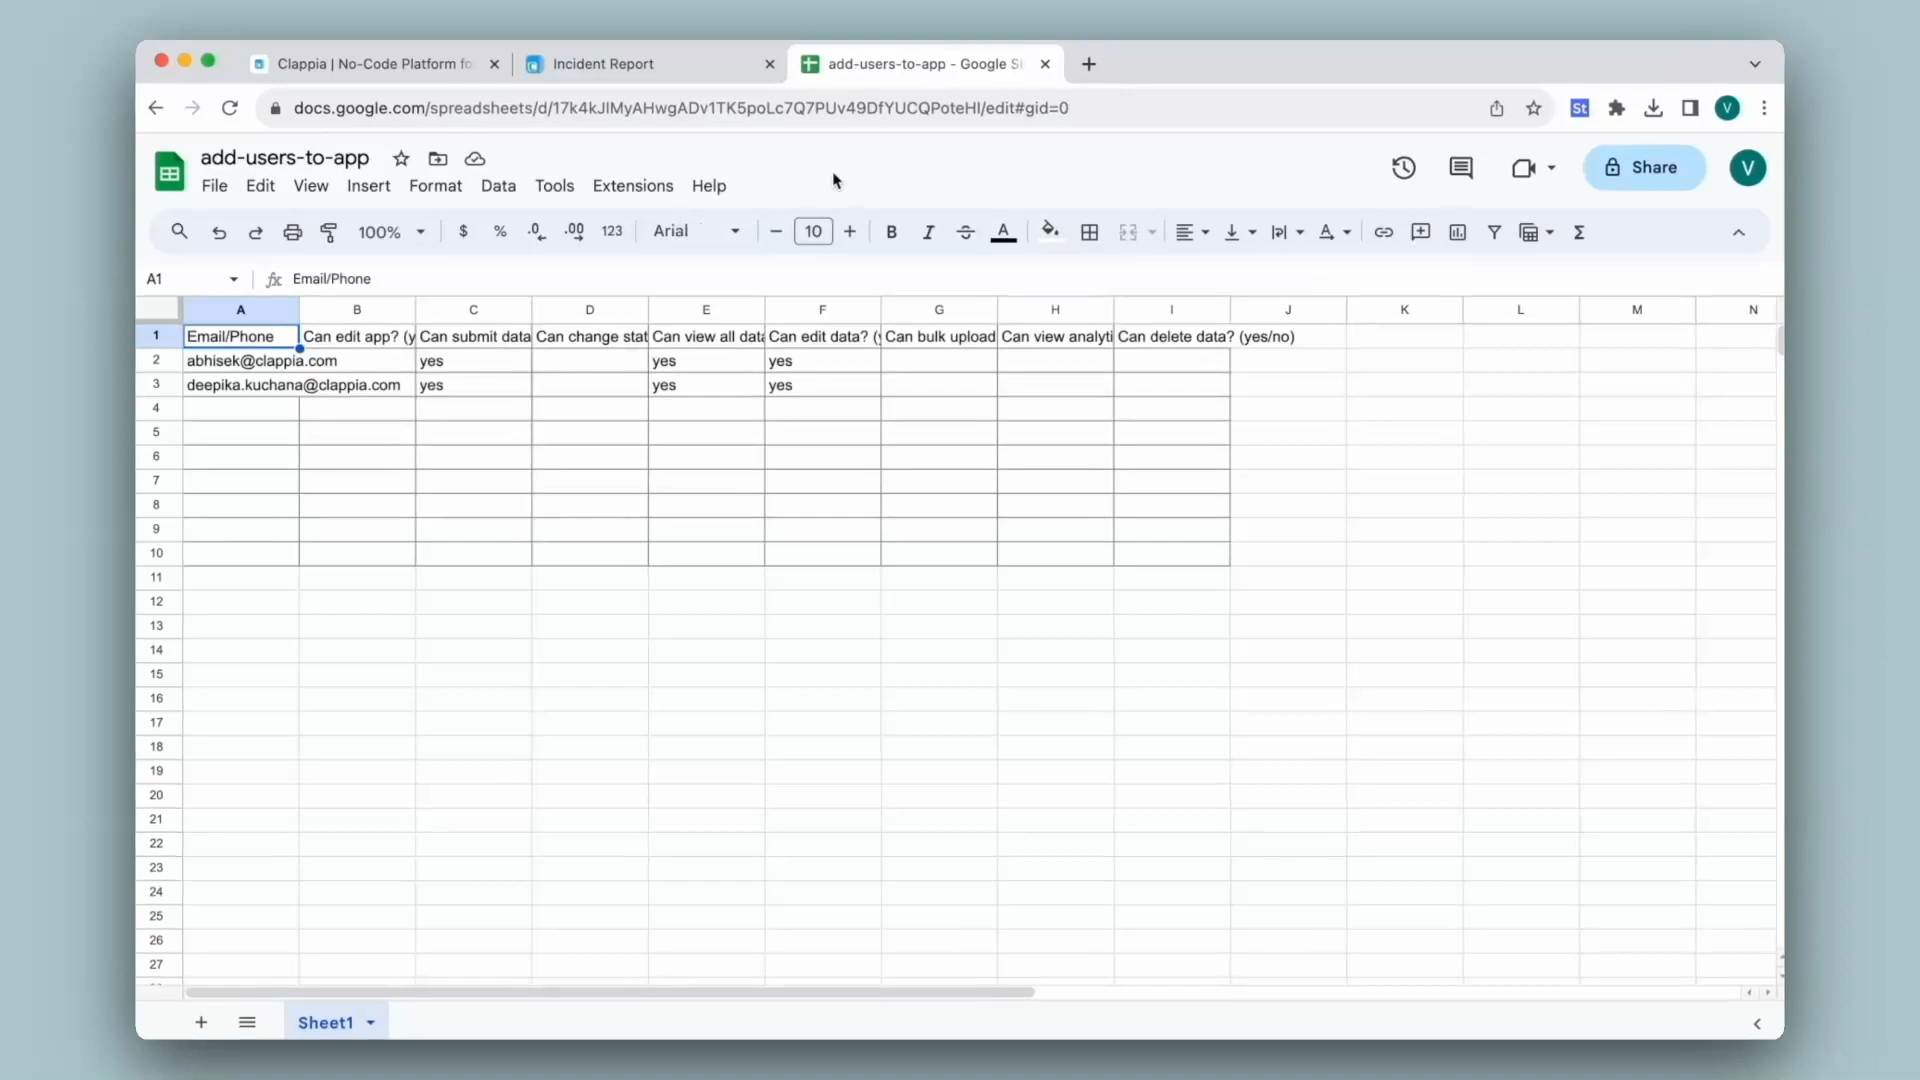 Clappia | No-Code Platform fo
Incident Report
add-users-to-app - Google S
docs.google.com/spreadsheets/d/17k4kJIMyAHwgADv1TK5poLc7Q7PUv49DfYUCQPoteHI/edit#gid=0
St
V
add-users-to-app
File Edit View Insert Format Data Tools Extensions Help
Share
V
100% $ % .0 .00 123 Arial 10 B I S A
A1 fx Email/Phone
A B C D E F G H I J K L M N
1 Email/Phone Can edit app? (y Can submit data Can change stat Can view all data Can edit data? (y Can bulk upload Can view analyti Can delete data? (yes/no)
2 abhisek@clappia.com yes yes yes
3 deepika.kuchana@clappia.com yes yes yes
4
5
6
7
8
9
10
11
12
13
14
15
16
17
18
19
20
21
22
23
24
25
26
27
Sheet1